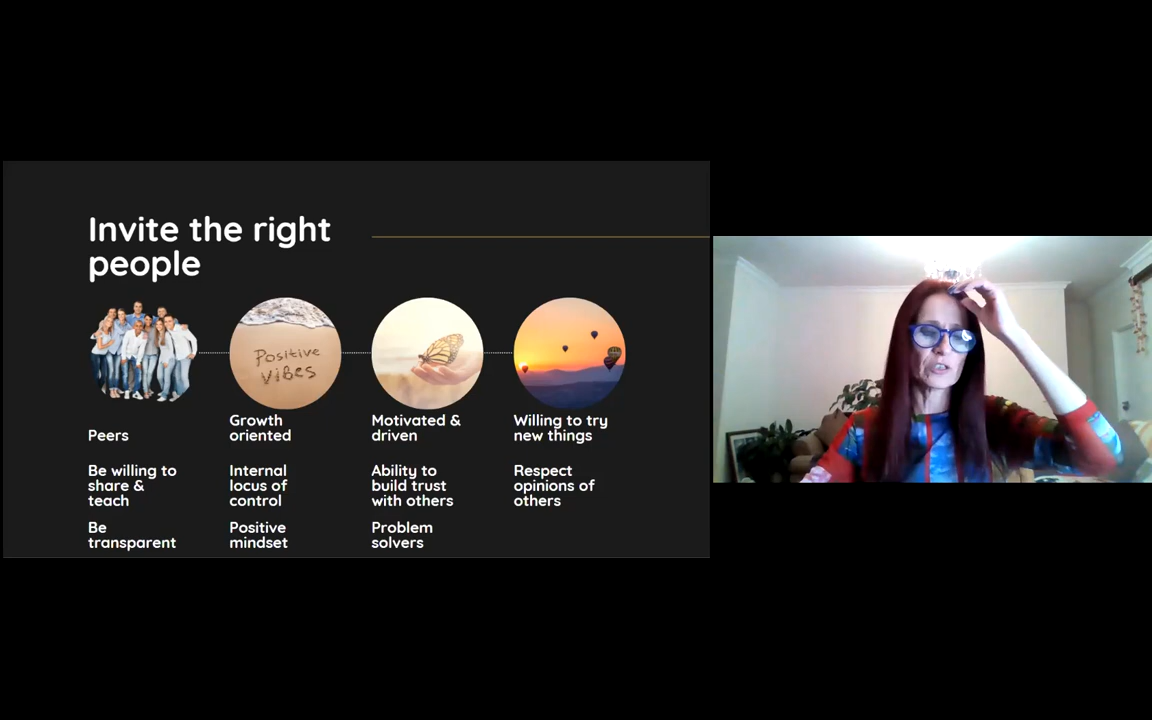 Invite the right
people
Positive
Vibes
Peers
Growth
oriented
Motivated &
driven
Willing to try
new things
Be willing to
share &
teach
Internal
locus of
control
Ability to
build trust
with others
Respect
opinions of
others
Be
transparent
Positive
mindset
Problem
solvers